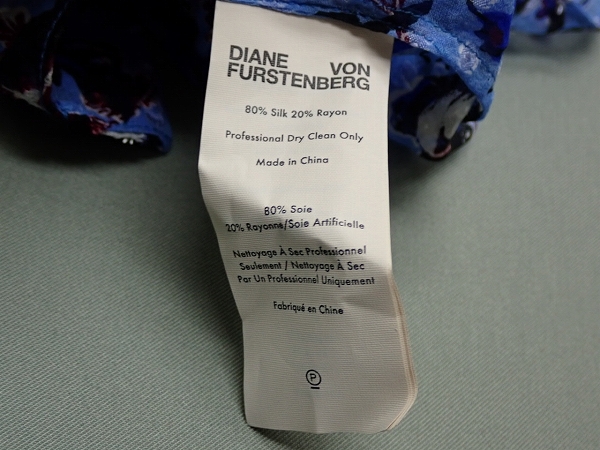 DIANE VON
FURSTENBERG
80% Silk 20% Rayon
Professional Dry Clean Only
Made in China
80% Soie
20% Rayonne/Soie Artificielle
Nettoyage À Sec Professionnel
Seulement / Nettoyage À Sec
Par Un Professionnel Uniquement
Fabriqué en Chine
P